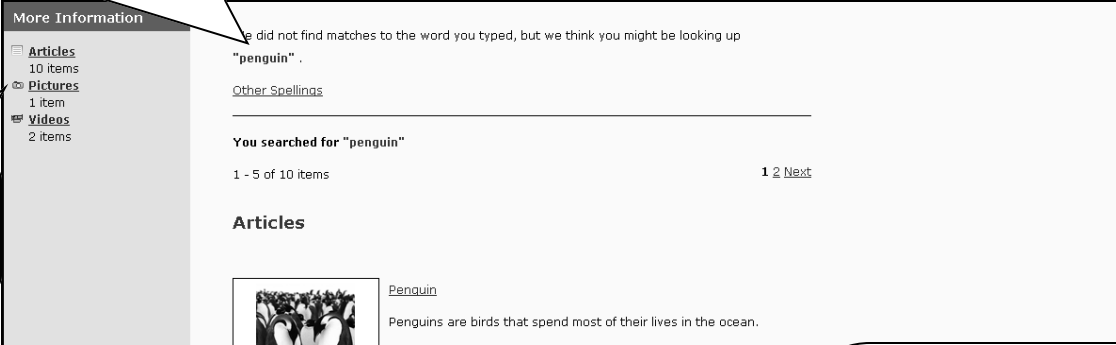 More Information
Articles
10 items
Pictures
1 item
Videos
2 items
did not find matches to the word you typed, but we think you might be looking up
"penguin" .
Other Spellings
You searched for "penguin"
1 - 5 of 10 items
1 2 Next
Articles
Penguin
Penguins are birds that spend most of their lives in the ocean.